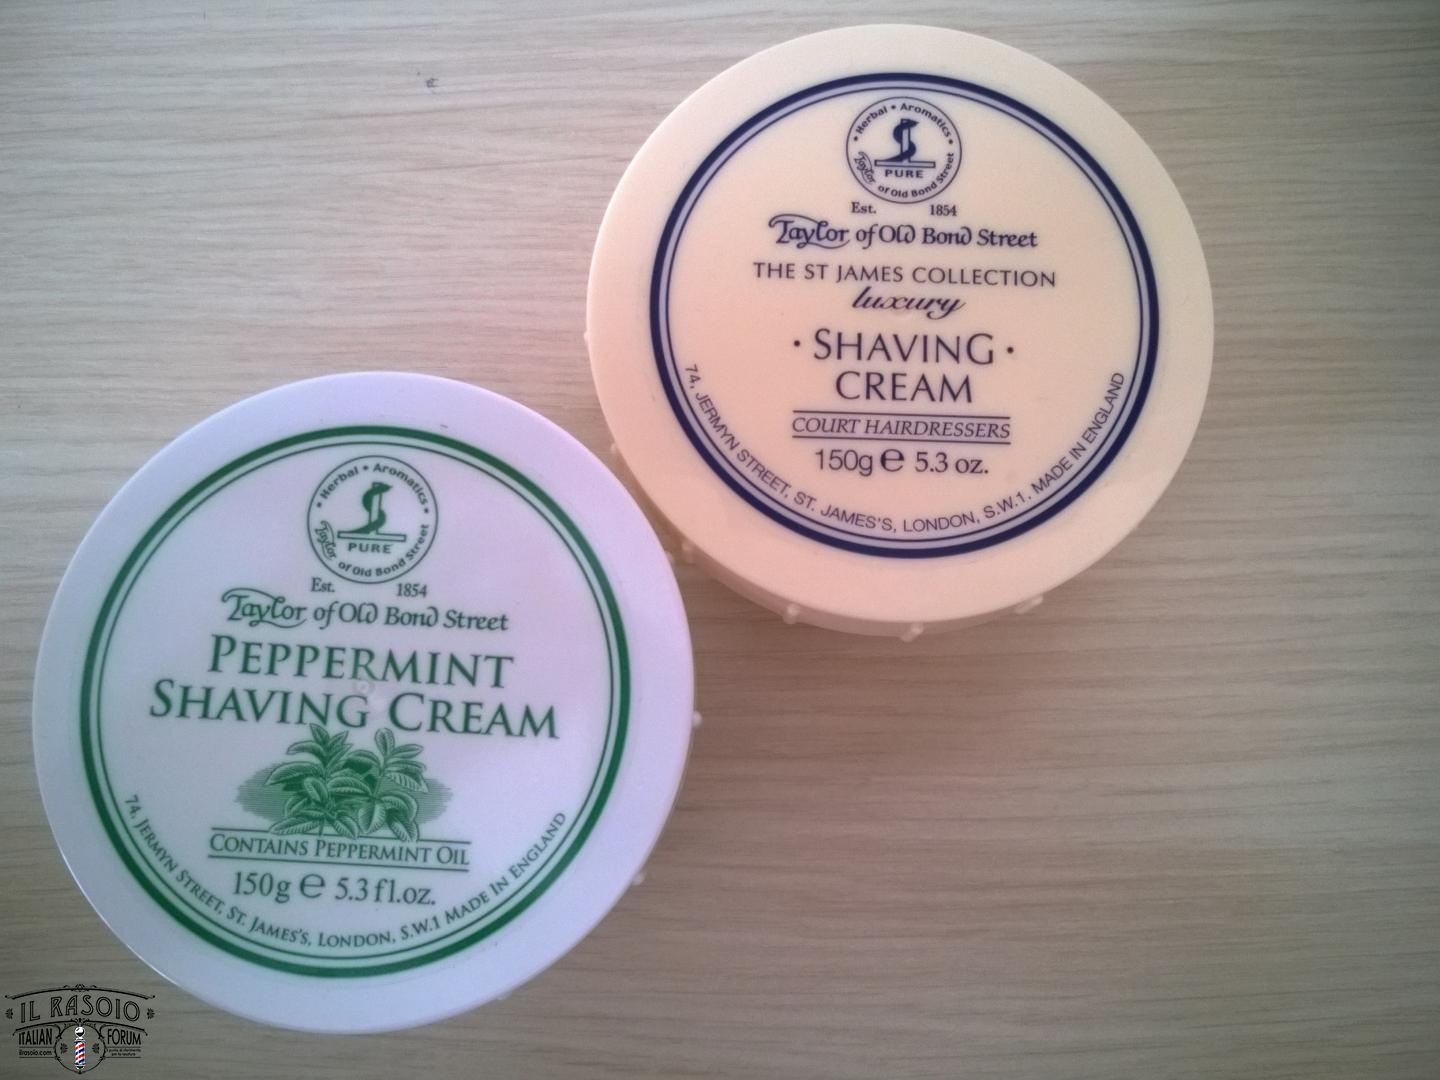 Herbal • Aromatics
PURE
Taylor of Old Bond Street
Est. 1854
Taylor of Old Bond Street
THE ST JAMES COLLECTION
luxury
• SHAVING •
CREAM
COURT HAIRDRESSERS
150g e 5.3 oz.
74, JERMYN STREET, ST. JAMES'S, LONDON, S.W.1. MADE IN ENGLAND
Herbal • Aromatics
PURE
Taylor of Old Bond Street
Est. 1854
Taylor of Old Bond Street
PEPPERMINT
SHAVING CREAM
CONTAINS PEPPERMINT OIL
150g e 5.3 fl.oz.
74, JERMYN STREET, ST. JAMES'S, LONDON, S.W.1 MADE IN ENGLAND
IL RASOIO
ITALIAN FORUM
ilrasoio.com